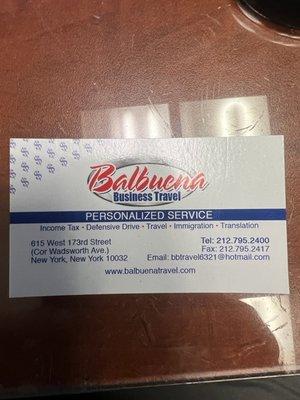 Balbuena
Business Travel
PERSONALIZED SERVICE
Income Tax • Defensive Drive • Travel • Immigration • Translation
615 West 173rd Street
(Cor Wadsworth Ave.)
New York, New York 10032
Tel: 212.795.2400
Fax: 212.795.2417
Email: bbtravel6321@hotmail.com
www.balbuenatravel.com